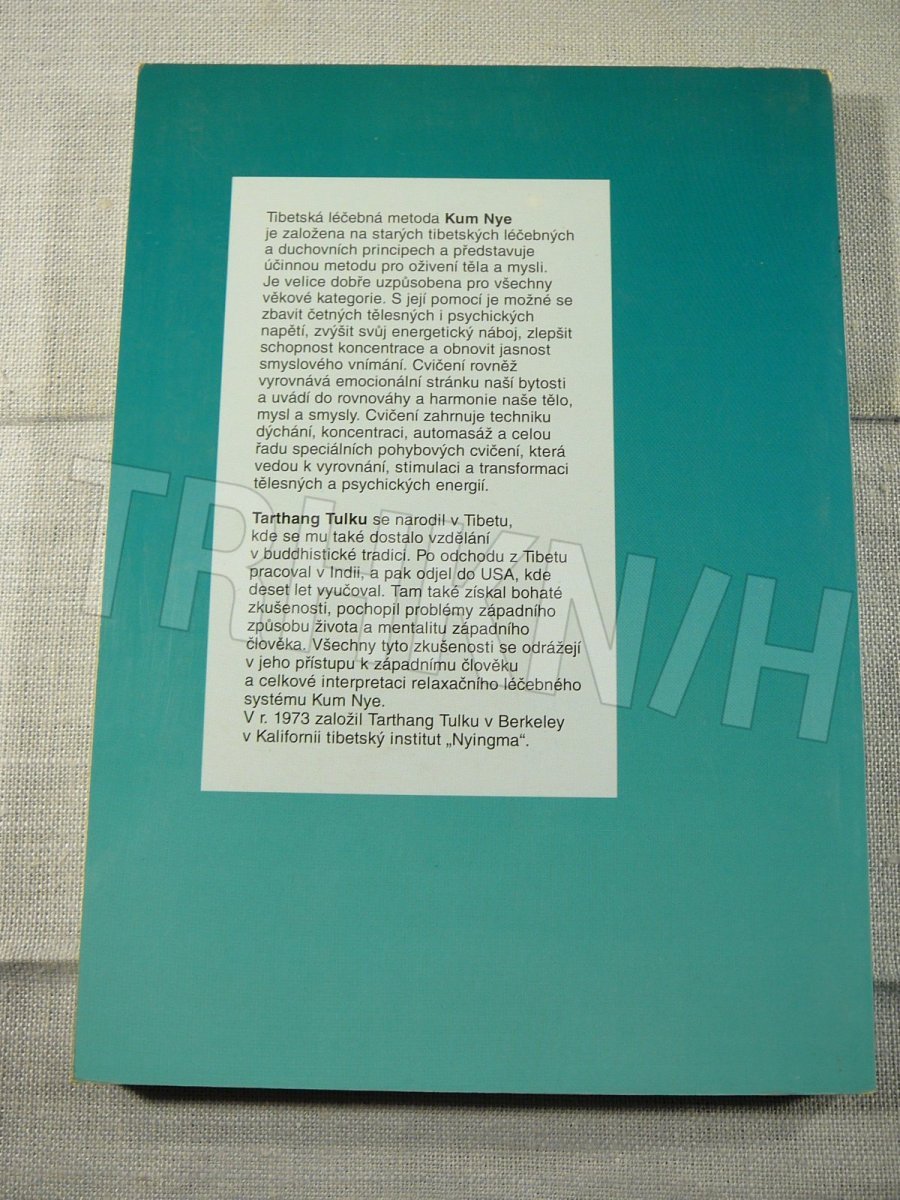 Tibetská léčebná metoda Kum Nye
je založena na starých tibetských léčebných
a duchovních principech a představuje
účinnou metodu pro oživení těla a mysli.
Je velice dobře uzpůsobena pro všechny
věkové kategorie. S její pomocí je možné se
zbavit četných tělesných i psychických
napětí, zvýšit svůj energetický náboj, zlepšit
schopnost koncentrace a obnovit jasnost
smyslového vnímání. Cvičení rovněž
vyrovnává emocionální stránku naší bytosti
a uvádí do rovnováhy a harmonie naše tělo,
mysl a smysly. Cvičení zahrnuje techniku
dýchání, koncentraci, automasáž a celou
řadu speciálních pohybových cvičení, která
vedou k vyrovnání, stimulaci a transformaci
tělesných a psychických energií.
Tarthang Tulku se narodil v Tibetu,
kde se mu také dostalo vzdělání
v buddhistické tradici. Po odchodu z Tibetu
pracoval v Indii, a pak odjel do USA, kde
deset let vyučoval. Tam také získal bohaté
zkušenosti, pochopil problémy západního
způsobu života a mentalitu západního
člověka. Všechny tyto zkušenosti se odrážejí
v jeho přístupu k západnímu člověku
a celkové interpretaci relaxačního léčebného
systému Kum Nye.
V r. 1973 založil Tarthang Tulku v Berkeley
v Kalifornii tibetský institut „Nyingma“.
TRHKNIH